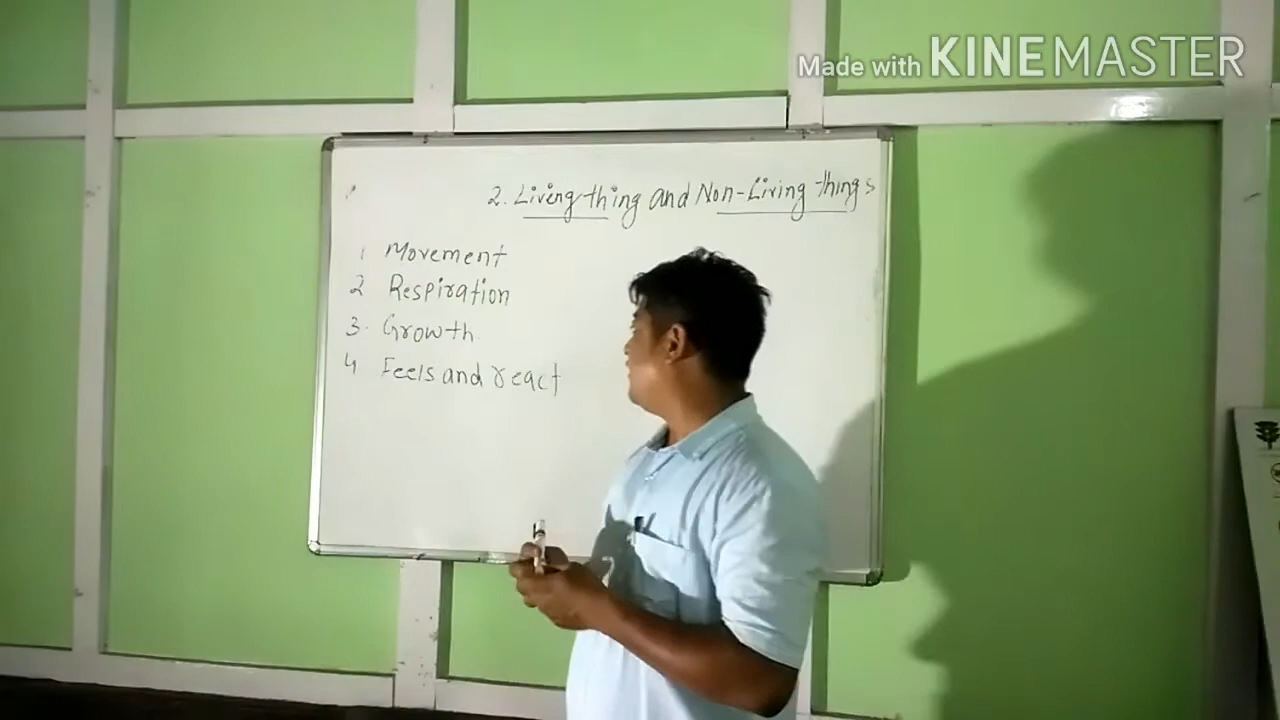 Made with KINEMASTER
2. Living thing and Non-Living things
1 Movement
2 Respiration
3. Growth
4 Feels and react